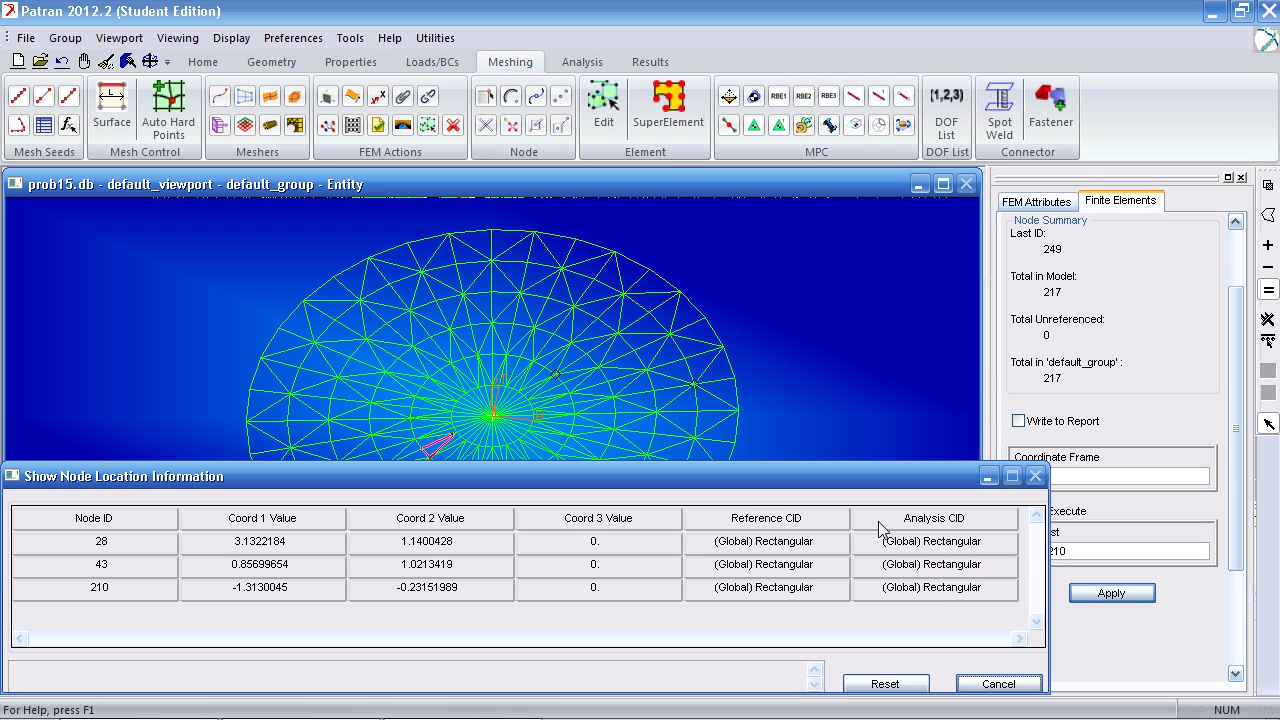 Patran 2012.2 (Student Edition)
File Group Viewport Viewing Display Preferences Tools Help Utilities
Home Geometry Properties Loads/BCs Meshing Analysis Results
RBE1 RBE2 RBE3
Surface Auto Hard Points Edit SuperElement (1,2,3) DOF List Spot Weld Fastener
Mesh Seeds Mesh Control Meshers FEM Actions Node Element MPC DOF List Connector
prob15.db - default_viewport - default_group - Entity
FEM Attributes Finite Elements
Node Summary
Last ID:
249
Total in Model:
217
Total Unreferenced:
0
Total in 'default_group' :
217
Write to Report
Coordinate Frame
Execute
st
210
Apply
Show Node Location Information
Node ID Coord 1 Value Coord 2 Value Coord 3 Value Reference CID Analysis CID
28 3.1322184 1.1400428 0. (Global) Rectangular (Global) Rectangular
43 0.85699654 1.0213419 0. (Global) Rectangular (Global) Rectangular
210 -1.3130045 -0.23151989 0. (Global) Rectangular (Global) Rectangular
Reset Cancel
For Help, press F1
NUM